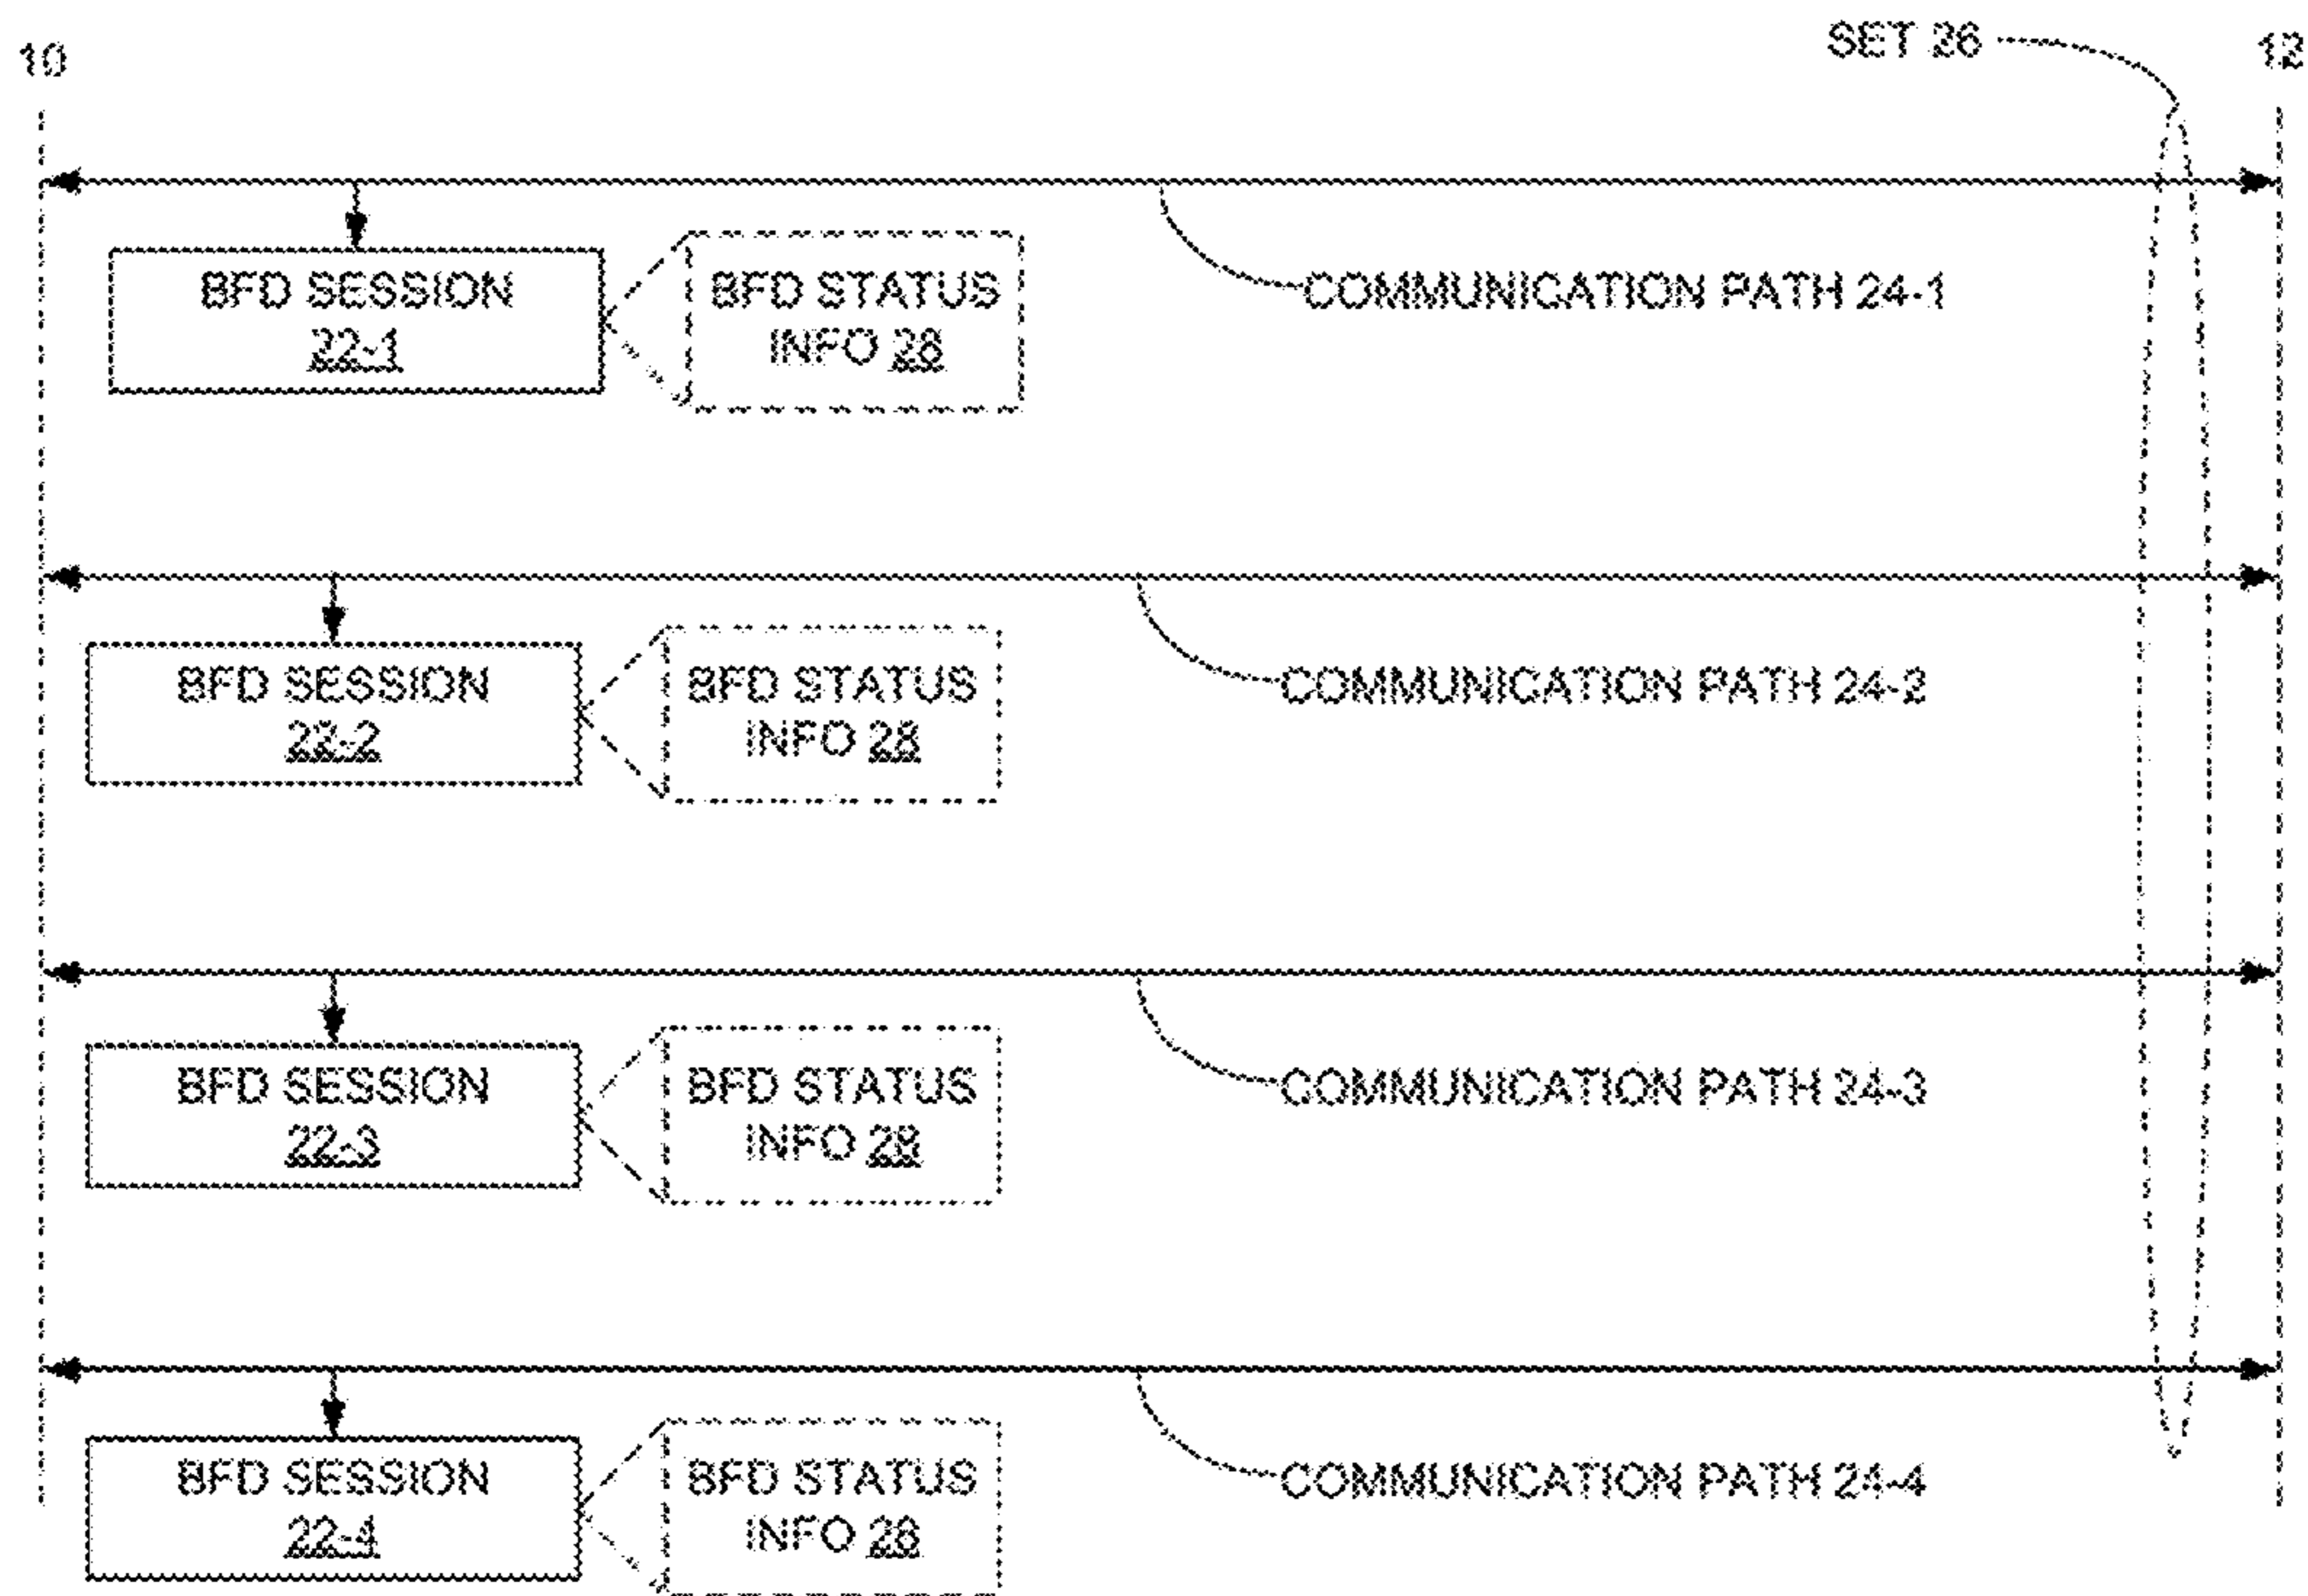 SET 26
10
12
BFD SESSION
22-1
BFD STATUS
INFO 28
COMMUNICATION PATH 24-1
BFD SESSION
22-2
BFD STATUS
INFO 28
COMMUNICATION PATH 24-2
BFD SESSION
22-3
BFD STATUS
INFO 28
COMMUNICATION PATH 24-3
BFD SESSION
22-4
BFD STATUS
INFO 28
COMMUNICATION PATH 24-4